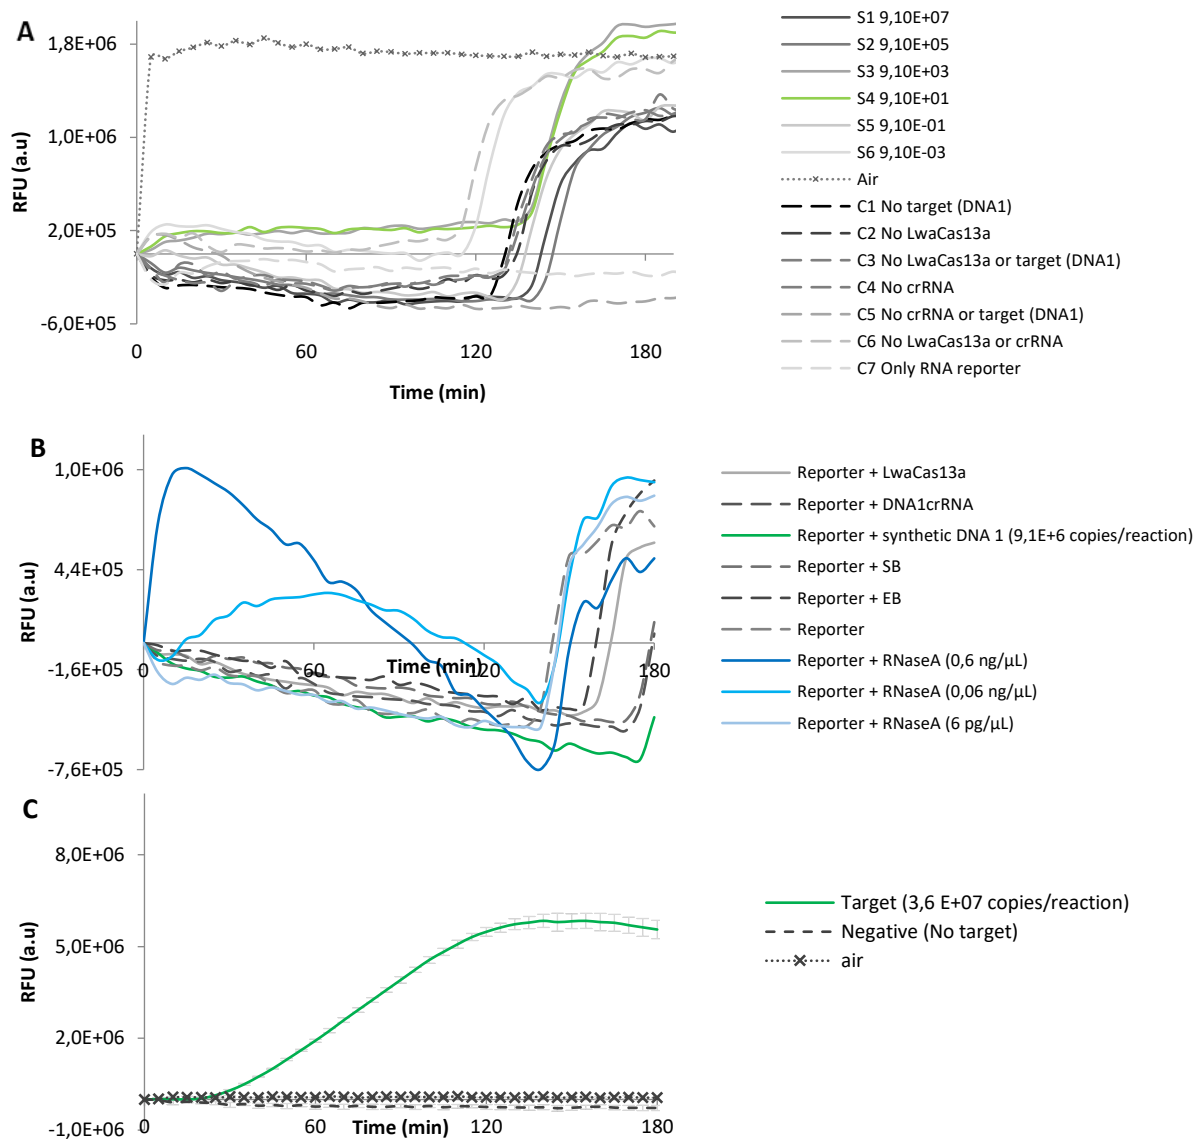 A
1,8E+06
1,0E+06
2,0E+05
-6,0E+05
RFU (a.u)
0
60
120
180
Time (min)
S1 9,10E+07
S2 9,10E+05
S3 9,10E+03
S4 9,10E+01
S5 9,10E-01
S6 9,10E-03
Air
C1 No target (DNA1)
C2 No LwaCas13a
C3 No LwaCas13a or target (DNA1)
C4 No crRNA
C5 No crRNA or target (DNA1)
C6 No LwaCas13a or crRNA
C7 Only RNA reporter
B
1,0E+06
4,4E+05
-1,6E+05
-7,6E+05
RFU (a.u)
0
60
120
180
Time (min)
Reporter + LwaCas13a
Reporter + DNA1crRNA
Reporter + synthetic DNA 1 (9,1E+6 copies/reaction)
Reporter + SB
Reporter + EB
Reporter
Reporter + RNaseA (0,6 ng/µL)
Reporter + RNaseA (0,06 ng/µL)
Reporter + RNaseA (6 pg/µL)
C
8,0E+06
5,0E+06
2,0E+06
-1,0E+06
RFU (a.u)
0
60
120
180
Time (min)
Target (3,6 E+07 copies/reaction)
Negative (No target)
air